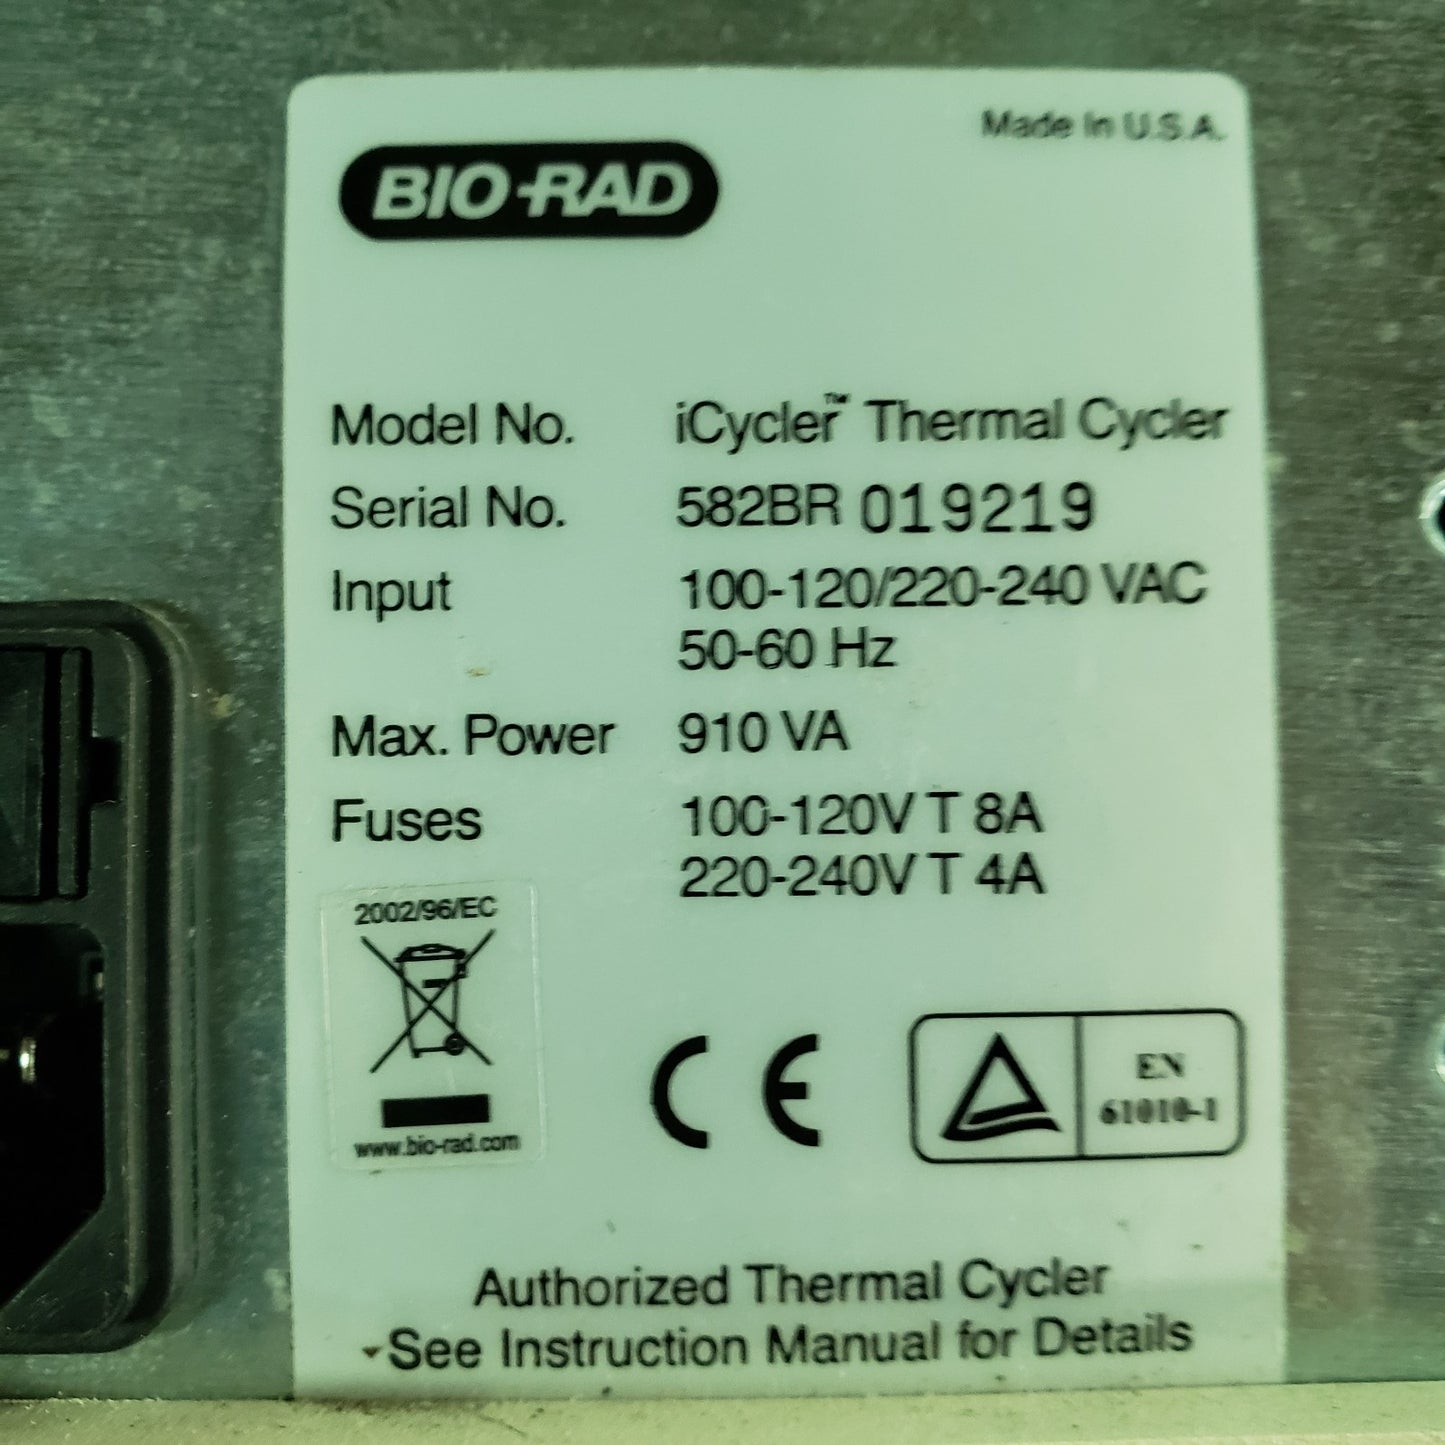 Made In U.S.A.
BIO-RAD
Model No. iCycler™ Thermal Cycler
Serial No. 582BR 019219
Input 100-120/220-240 VAC
50-60 Hz
Max. Power 910 VA
Fuses 100-120V T 8A
220-240V T 4A
2002/96/EC
www.bio-rad.com
CE
EN
61010-1
Authorized Thermal Cycler
See Instruction Manual for Details